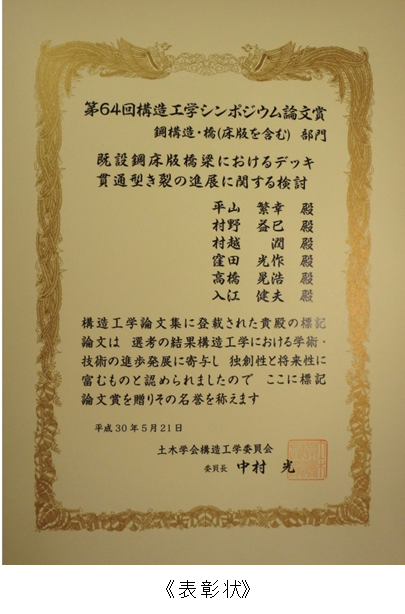 第64回構造工学シンポジウム論文賞
鋼構造・橋(床版を含む) 部門
既設鋼床版橋梁におけるデッキ
貫通型き裂の進展に関する検討
平山 繁幸 殿
村野 益巳 殿
村越 潤 殿
窪田 光作 殿
高橋 晃浩 殿
入江 健夫 殿
構造工学論文集に登載された貴殿の標記
論文は 選考の結果構造工学における学術・
技術の進歩発展に寄与し 独創性と将来性に
富むものと認められましたので ここに標記
論文賞を贈りその名誉を称えます
平成30年5月21日
土木学会構造工学委員会
委員長 中村 光
《表彰状》